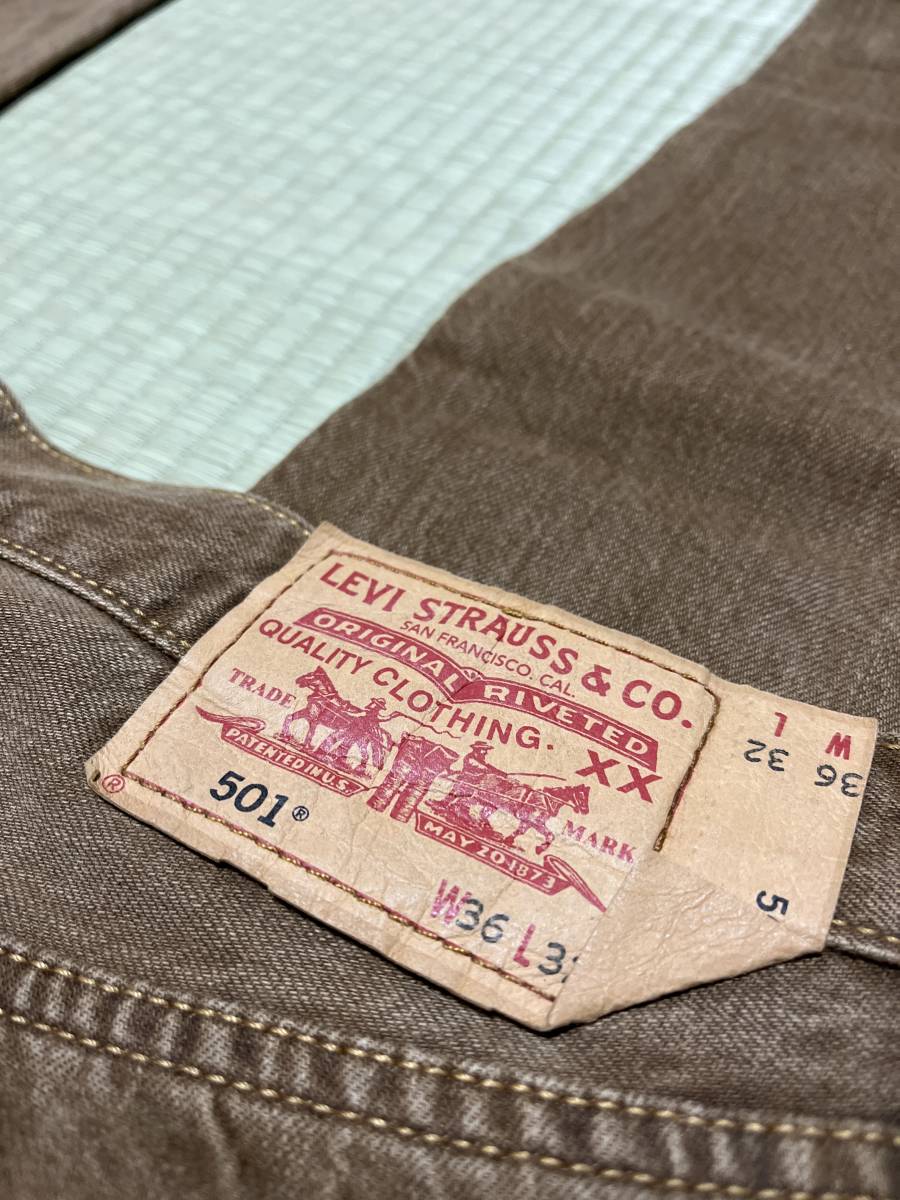 LEVI STRAUSS & CO.
SAN FRANCISCO, CAL.
ORIGINAL RIVETED
QUALITY CLOTHING.
XX
TRADE MARK
PATENTED IN U.S.
MAY 20 1873
®
501®
W36 L3
W L
36 32
5